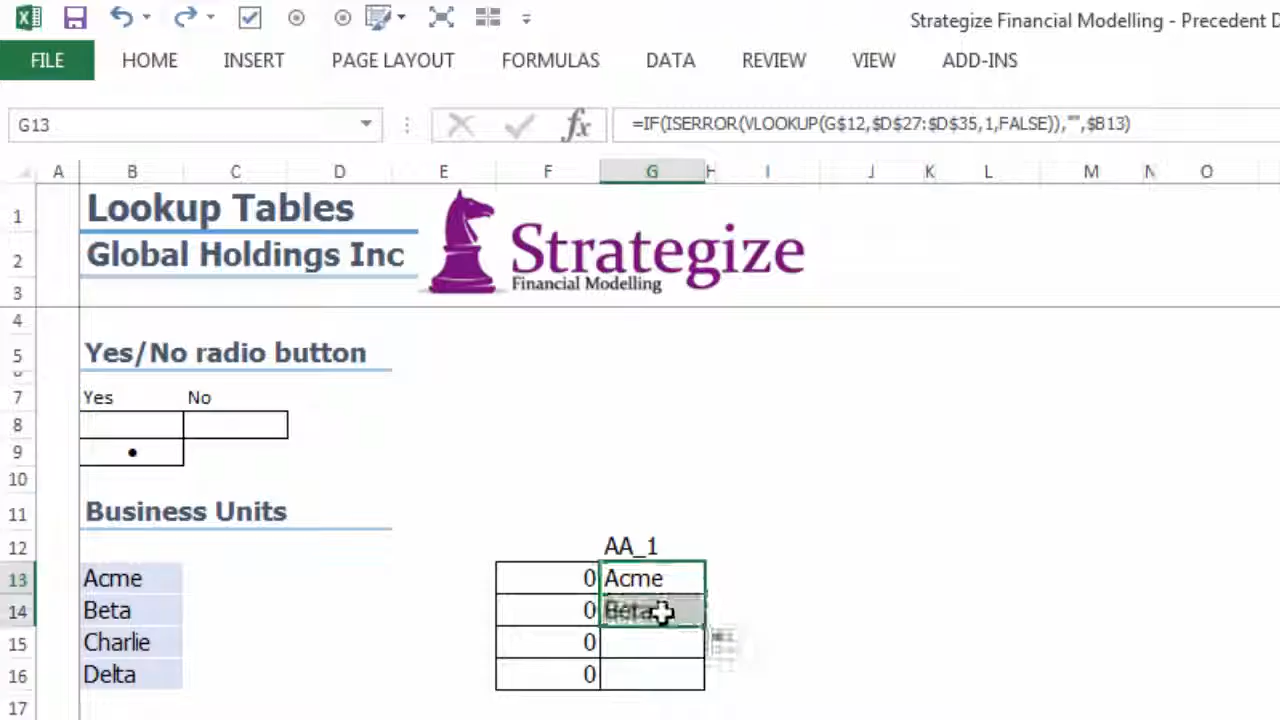 Strategize Financial Modelling - Precedent D
FILE HOME INSERT PAGE LAYOUT FORMULAS DATA REVIEW VIEW ADD-INS
G13 fx =IF(ISERROR(VLOOKUP(G$12,$D$27:$D$35,1,FALSE)),"",$B13)
A B C D E F G H I J K L M N O
1 Lookup Tables
2 Global Holdings Inc
Strategize
Financial Modelling
3
4
5 Yes/No radio button
6
7 Yes No
8
9 •
10
11 Business Units
12 AA_1
13 Acme 0 Acme
14 Beta 0 Beta
15 Charlie 0
16 Delta 0
17